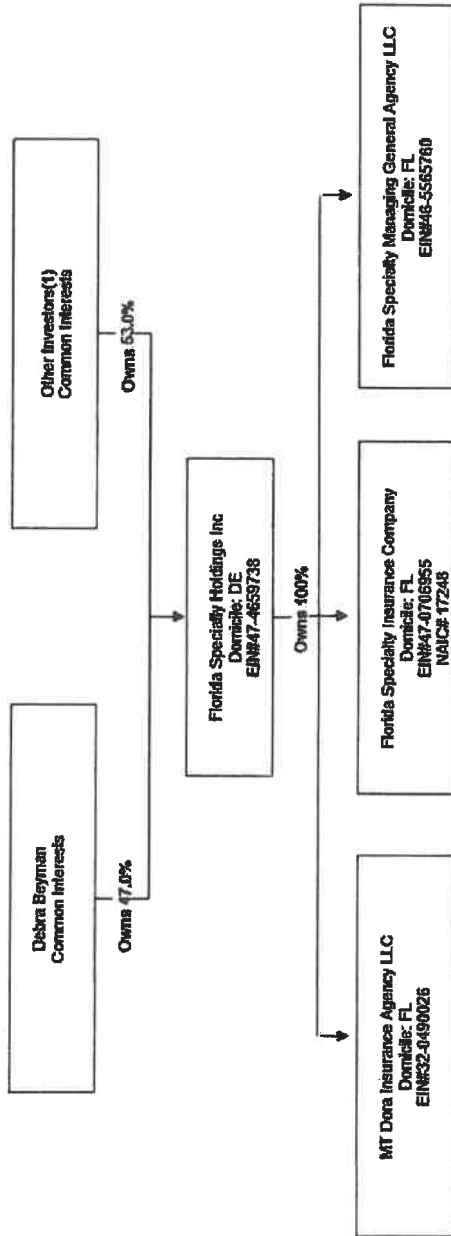 Debra Beyman
Common Interests
Other Investors(1)
Common Interests
Owns 47.0%
Owns 53.0%
Florida Specialty Holdings Inc
Domicile: DE
EIN#47-4659738
Owns 100%
MT Dora Insurance Agency LLC
Domicile: FL
EIN#32-0490026
Florida Specialty Insurance Company
Domicile: FL
EIN#47-0706955
NAIC# 17248
Florida Specialty Managing General Agency LLC
Domicile: FL
EIN#46-5565760